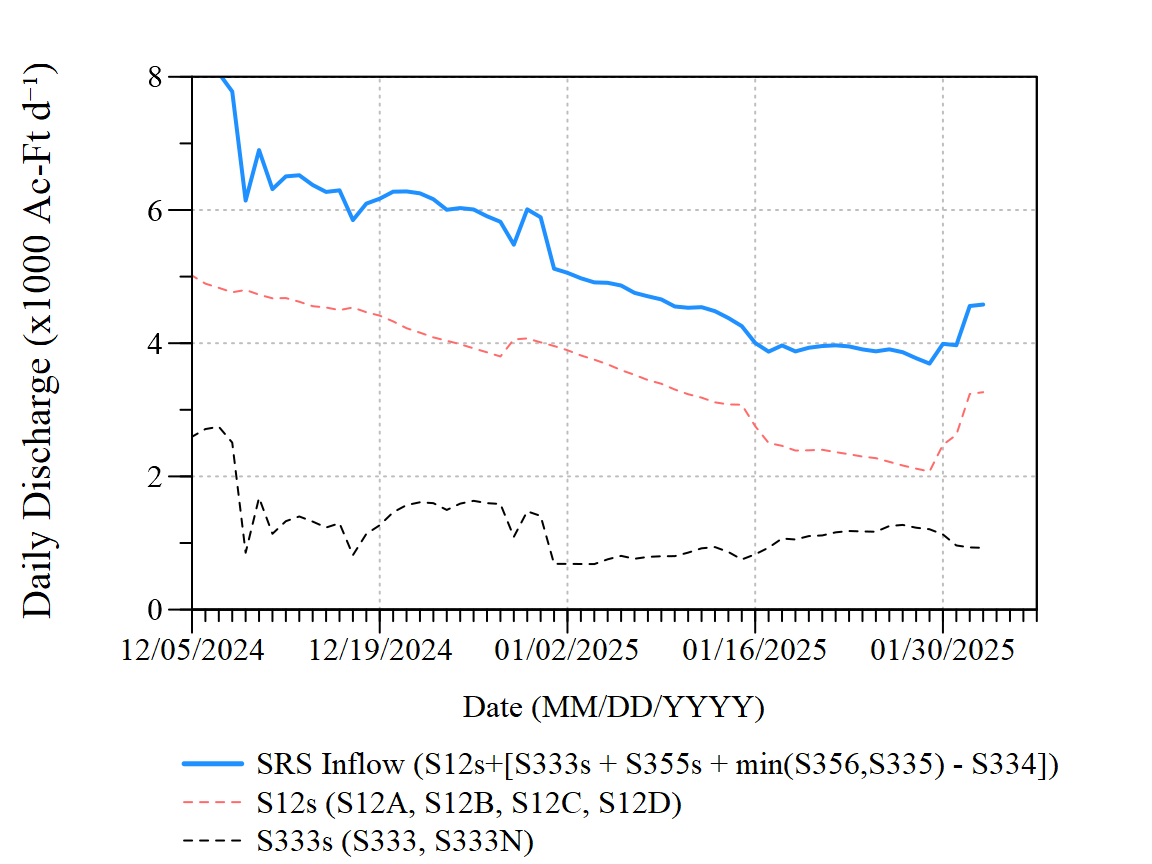 Daily Discharge (x1000 Ac-Ft d⁻¹)
8
6
4
2
0
12/05/2024 12/19/2024 01/02/2025 01/16/2025 01/30/2025
Date (MM/DD/YYYY)
SRS Inflow (S12s+[S333s + S355s + min(S356,S335) - S334])
S12s (S12A, S12B, S12C, S12D)
S333s (S333, S333N)